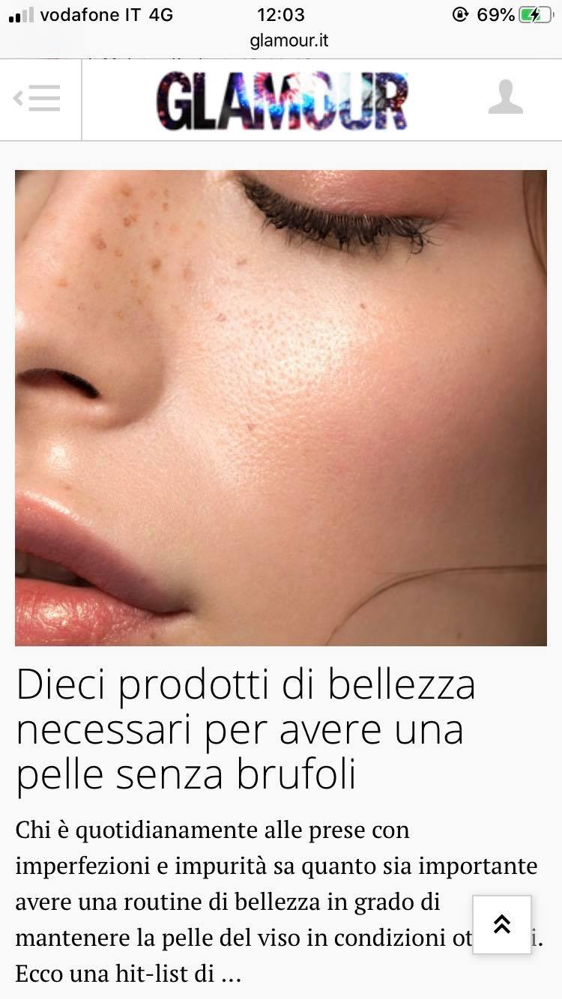 vodafone IT 4G 12:03 69%
glamour.it
GLAMOUR
Dieci prodotti di bellezza
necessari per avere una
pelle senza brufoli
Chi è quotidianamente alle prese con
imperfezioni e impurità sa quanto sia importante
avere una routine di bellezza in grado di
mantenere la pelle del viso in condizioni
Ecco una hit-list di ...